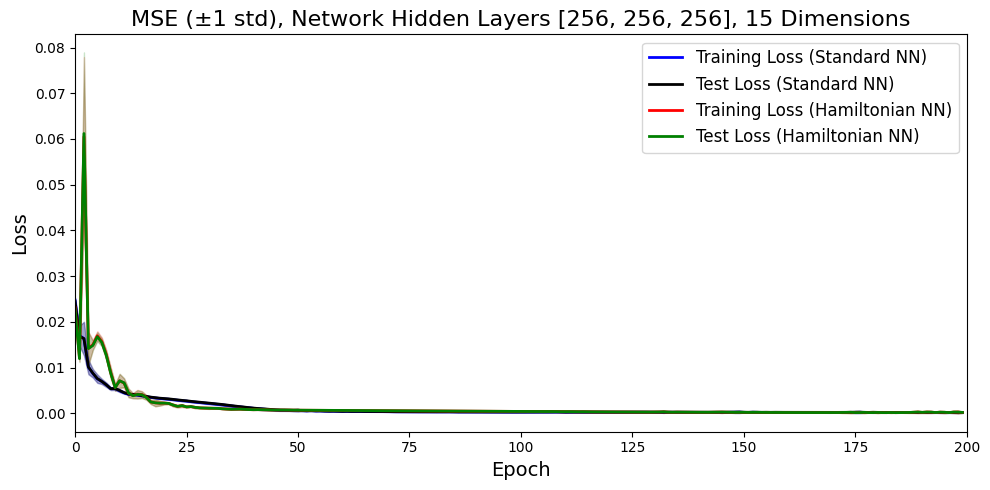 MSE (±1 std), Network Hidden Layers [256, 256, 256], 15 Dimensions
Training Loss (Standard NN)
Test Loss (Standard NN)
Training Loss (Hamiltonian NN)
Test Loss (Hamiltonian NN)
Loss
0.08
0.07
0.06
0.05
0.04
0.03
0.02
0.01
0.00
0 25 50 75 100 125 150 175 200
Epoch